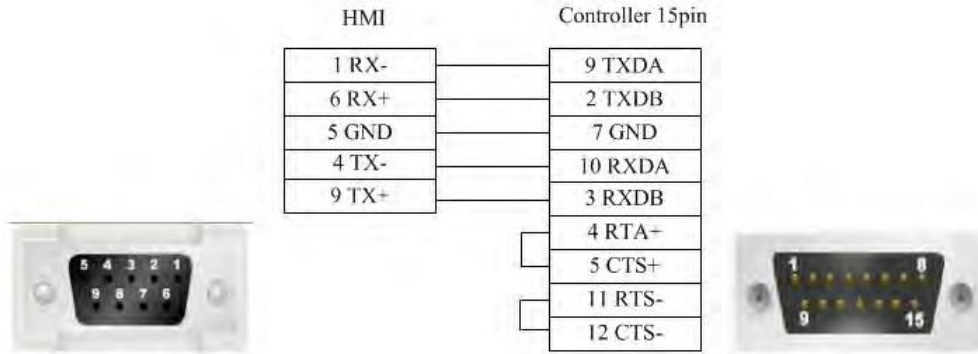 HMI
Controller 15pin
1 RX-
9 TXDA
6 RX+
2 TXDB
5 GND
7 GND
4 TX-
10 RXDA
9 TX+
3 RXDB
4 RTA+
5 CTS+
11 RTS-
12 CTS-
5 4 3 2 1
9 8 7 6
1 8
9 15